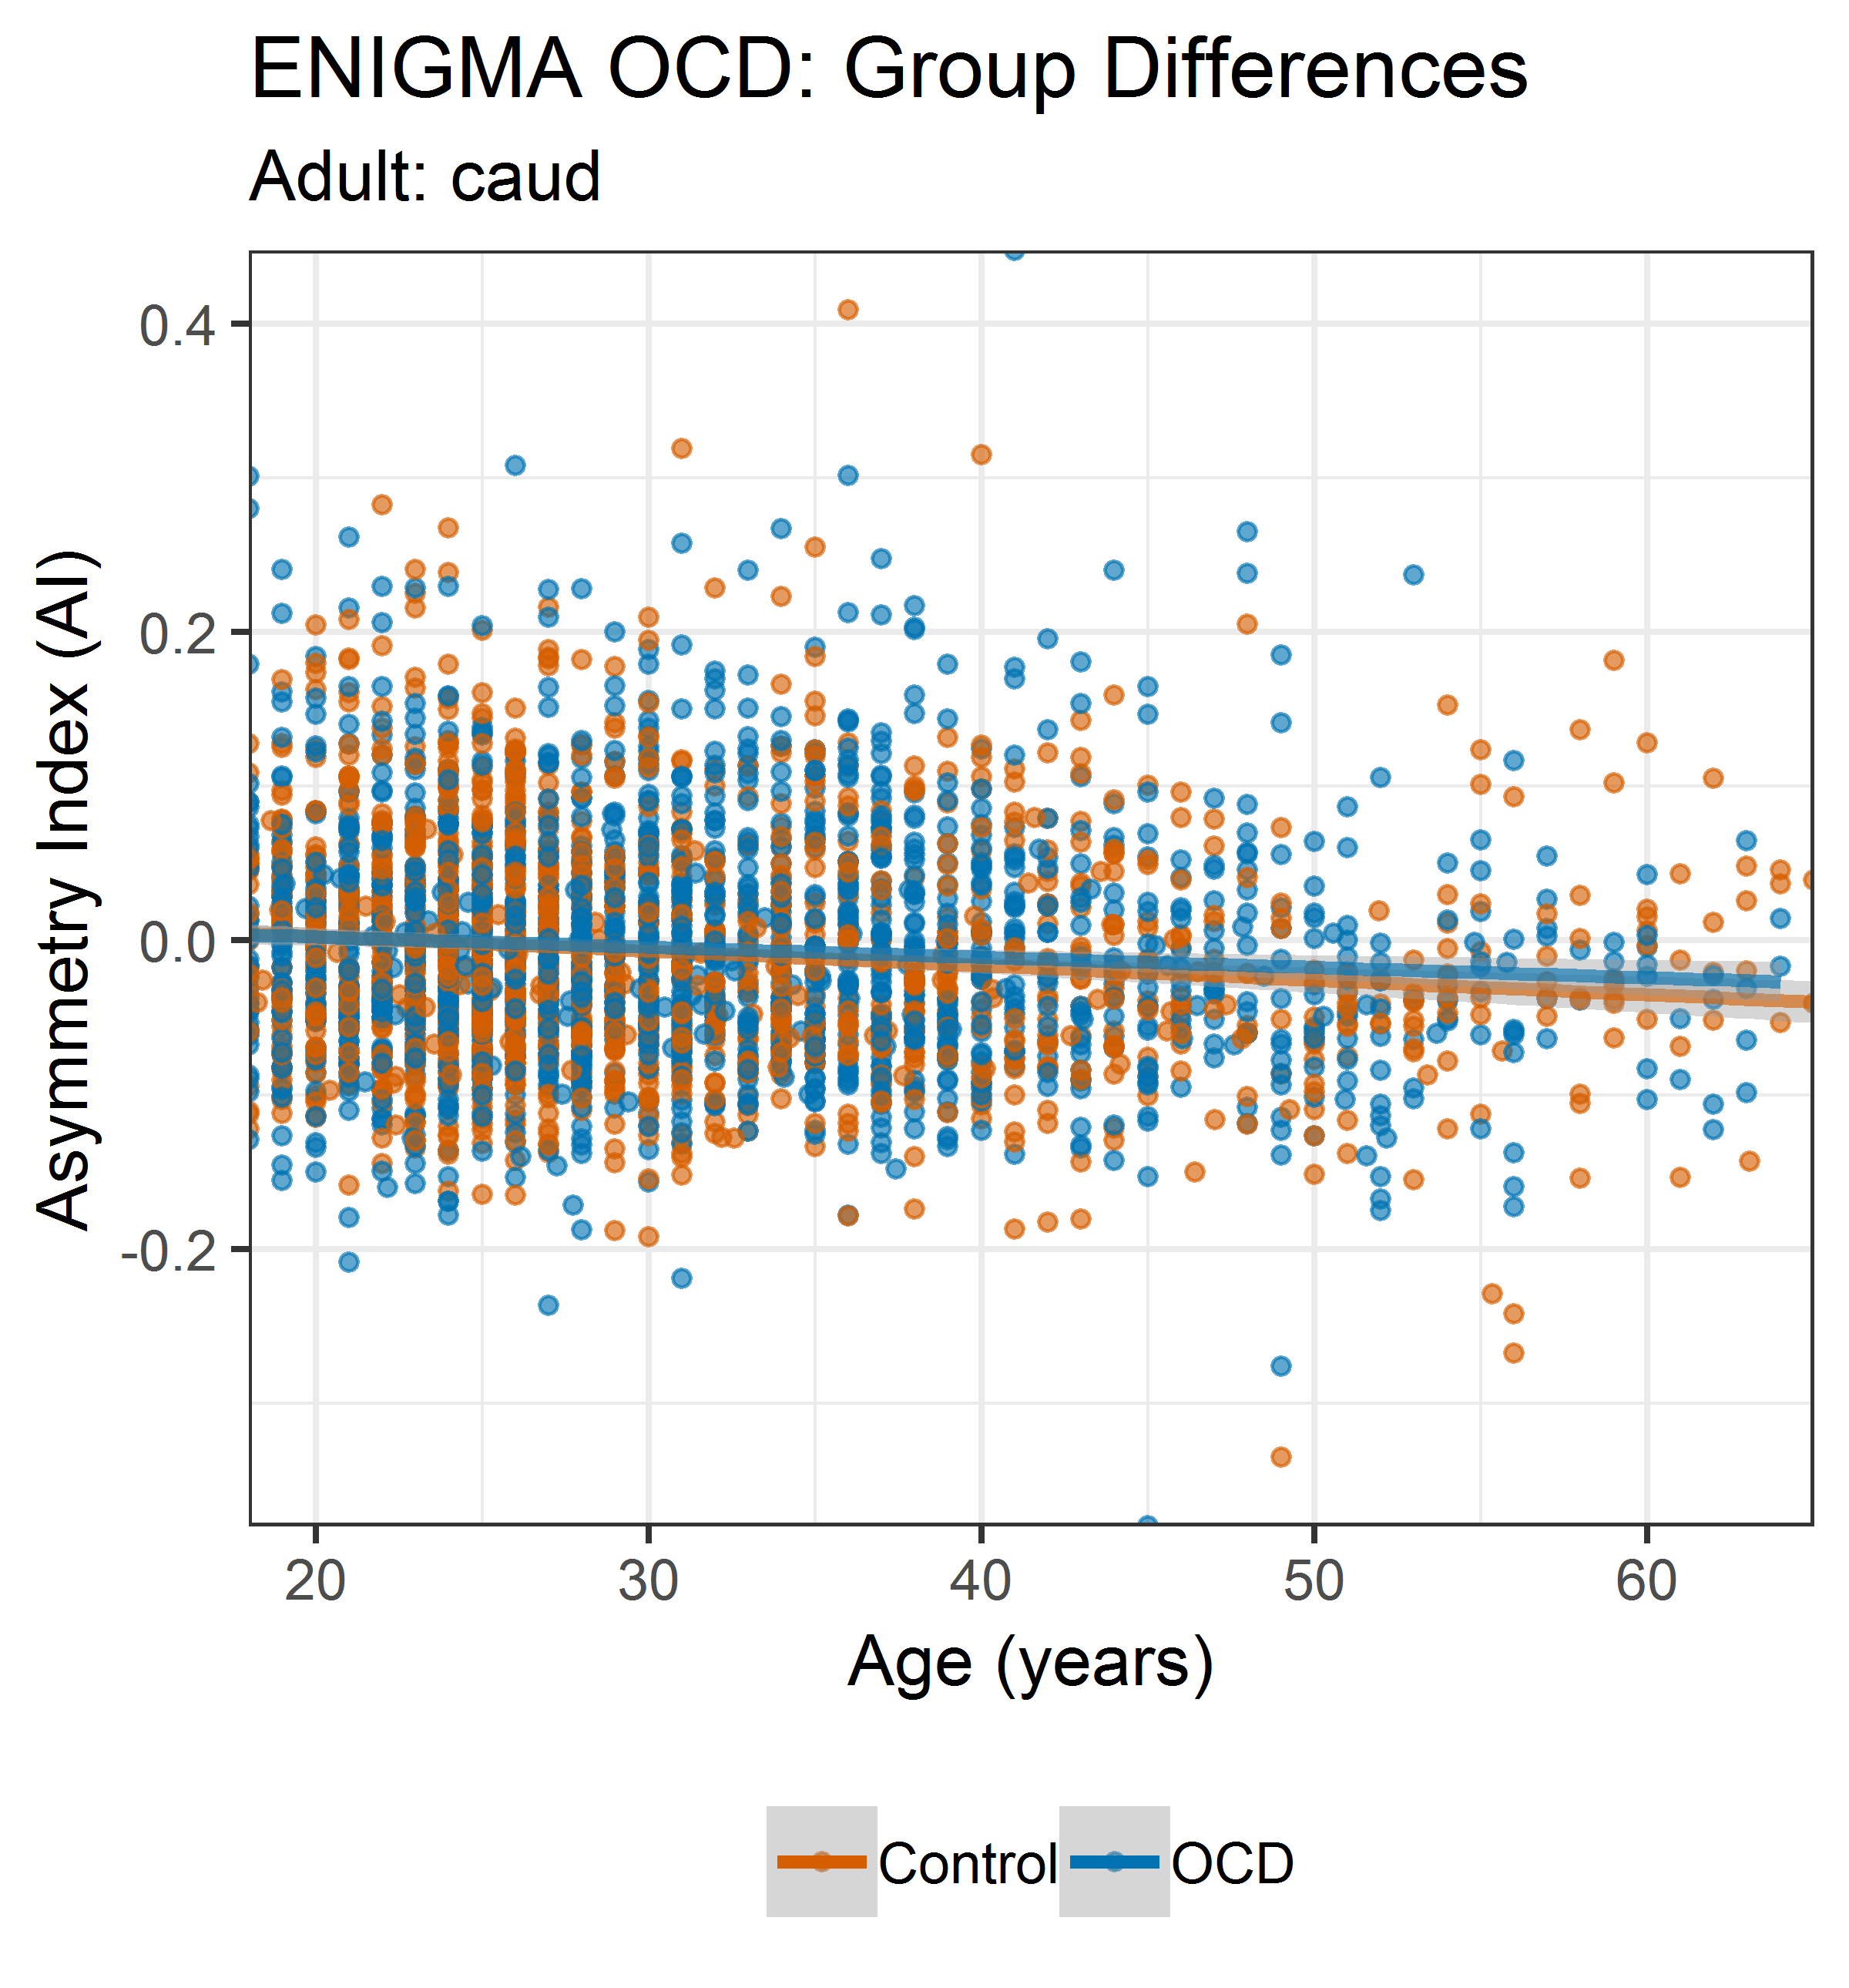 ENIGMA OCD: Group Differences
Adult: caud
Asymmetry Index (AI)
0.4
0.2
0.0
-0.2
20 30 40 50 60
Age (years)
Control OCD